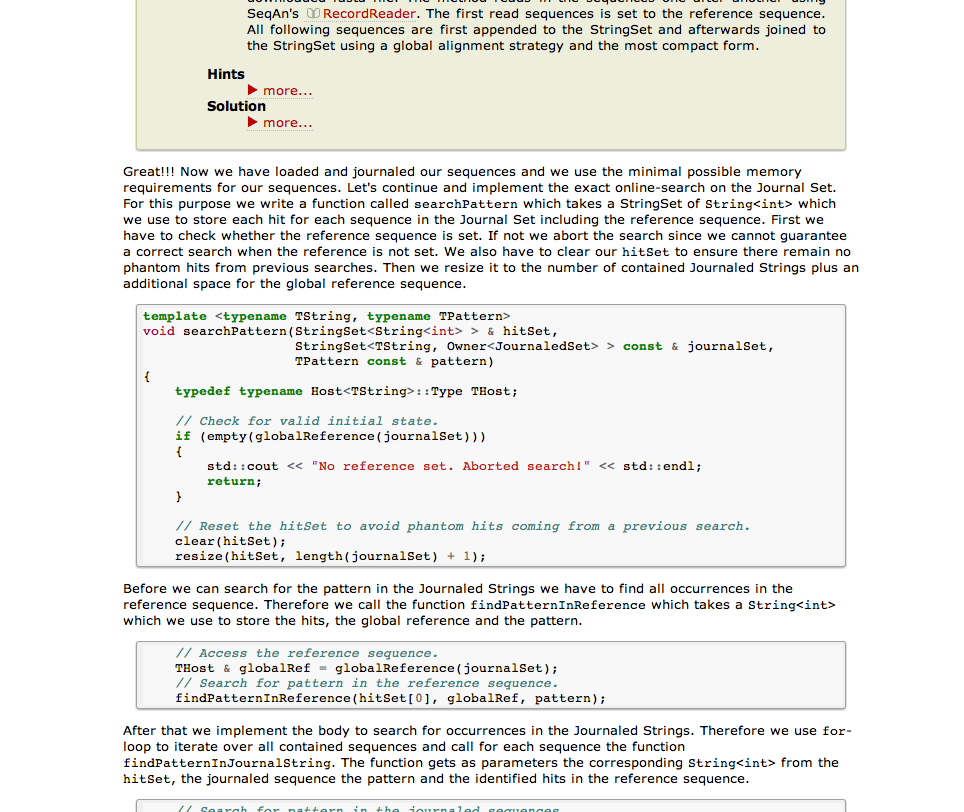 SeqAn's RecordReader. The first read sequences is set to the reference sequence.
All following sequences are first appended to the StringSet and afterwards joined to
the StringSet using a global alignment strategy and the most compact form.
Hints
more...
Solution
more...
Great!!! Now we have loaded and journaled our sequences and we use the minimal possible memory
requirements for our sequences. Let's continue and implement the exact online-search on the Journal Set.
For this purpose we write a function called searchPattern which takes a StringSet of String<int> which
we use to store each hit for each sequence in the Journal Set including the reference sequence. First we
have to check whether the reference sequence is set. If not we abort the search since we cannot guarantee
a correct search when the reference is not set. We also have to clear our hitSet to ensure there remain no
phantom hits from previous searches. Then we resize it to the number of contained Journaled Strings plus an
additional space for the global reference sequence.
template <typename TString, typename TPattern>
void searchPattern(StringSet<String<int> > & hitSet,
StringSet<TString, Owner<JournaledSet> > const & journalSet,
TPattern const & pattern)
{
typedef typename Host<TString>::Type THost;
// Check for valid initial state.
if (empty(globalReference(journalSet)))
{
std::cout << "No reference set. Aborted search!" << std::endl;
return;
}
// Reset the hitSet to avoid phantom hits coming from a previous search.
clear(hitSet);
resize(hitSet, length(journalSet) + 1);
Before we can search for the pattern in the Journaled Strings we have to find all occurrences in the
reference sequence. Therefore we call the function findPatternInReference which takes a String<int>
which we use to store the hits, the global reference and the pattern.
// Access the reference sequence.
THost & globalRef = globalReference(journalSet);
// Search for pattern in the reference sequence.
findPatternInReference(hitSet[0], globalRef, pattern);
After that we implement the body to search for occurrences in the Journaled Strings. Therefore we use for-
loop to iterate over all contained sequences and call for each sequence the function
findPatternInJournalString. The function gets as parameters the corresponding String<int> from the
hitSet, the journaled sequence the pattern and the identified hits in the reference sequence.
// Search for pattern in the journaled sequences